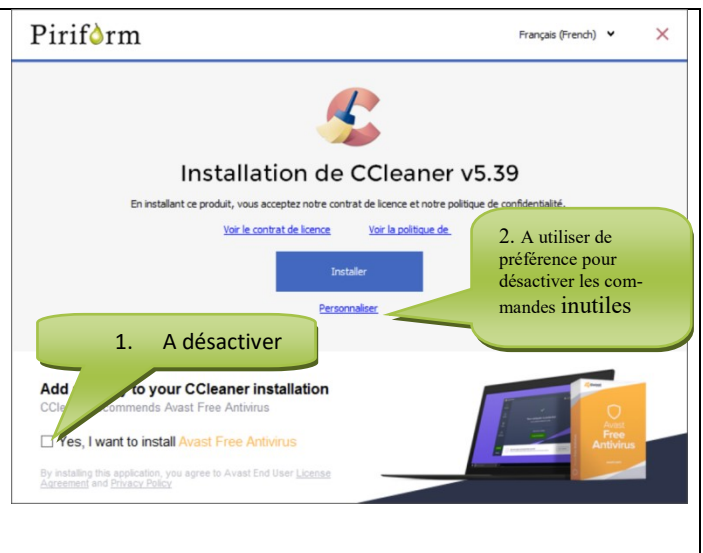 Piriform
Français (French)
Installation de CCleaner v5.39
En installant ce produit, vous acceptez notre contrat de licence et notre politique de confidentialité.
Voir le contrat de licence Voir la politique de
Installer
Personnaliser
2. A utiliser de
préférence pour
désactiver les com-
mandes inutiles
1. A désactiver
Add to your CCleaner installation
Avast Free Antivirus
Yes, I want to install Avast Free Antivirus
By installing this application, you agree to Avast End User License
Agreement and Privacy Policy
Avast
Free
Antivirus